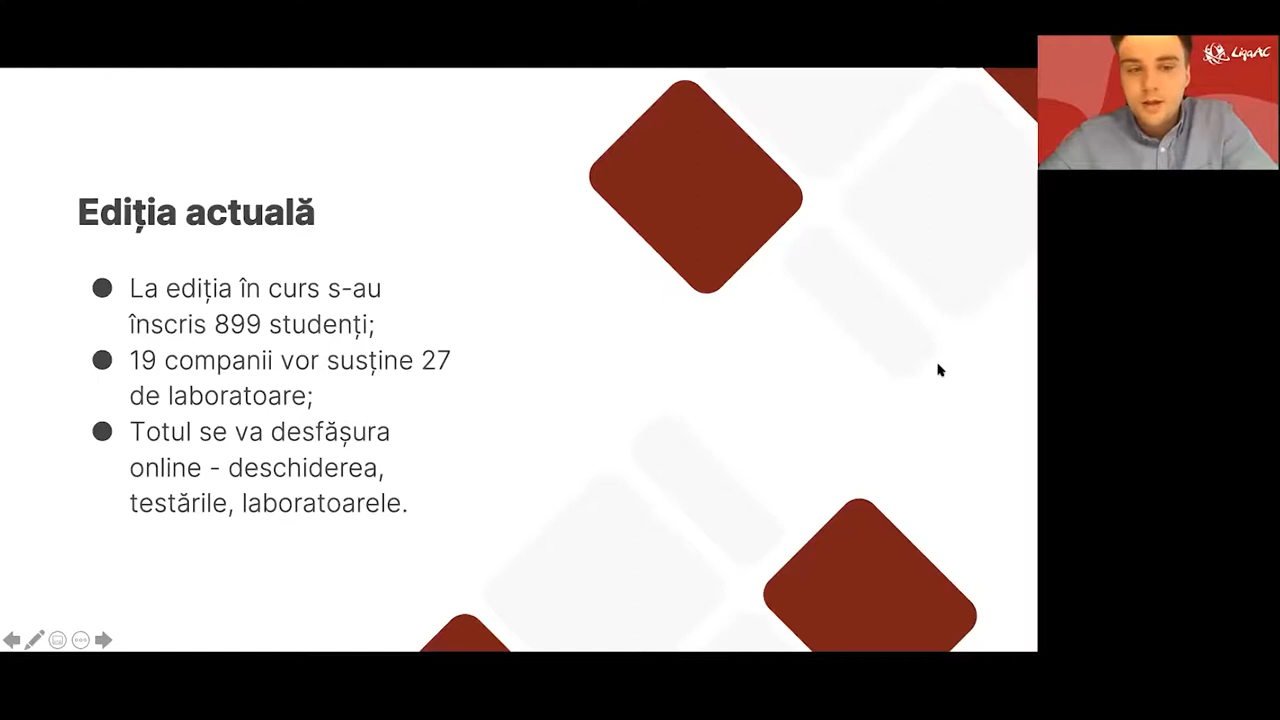 Ediția actuală
● La ediția în curs s-au
înscris 899 studenți;
● 19 companii vor susține 27
de laboratoare;
● Totul se va desfășura
online - deschiderea,
testările, laboratoarele.
LigaAC